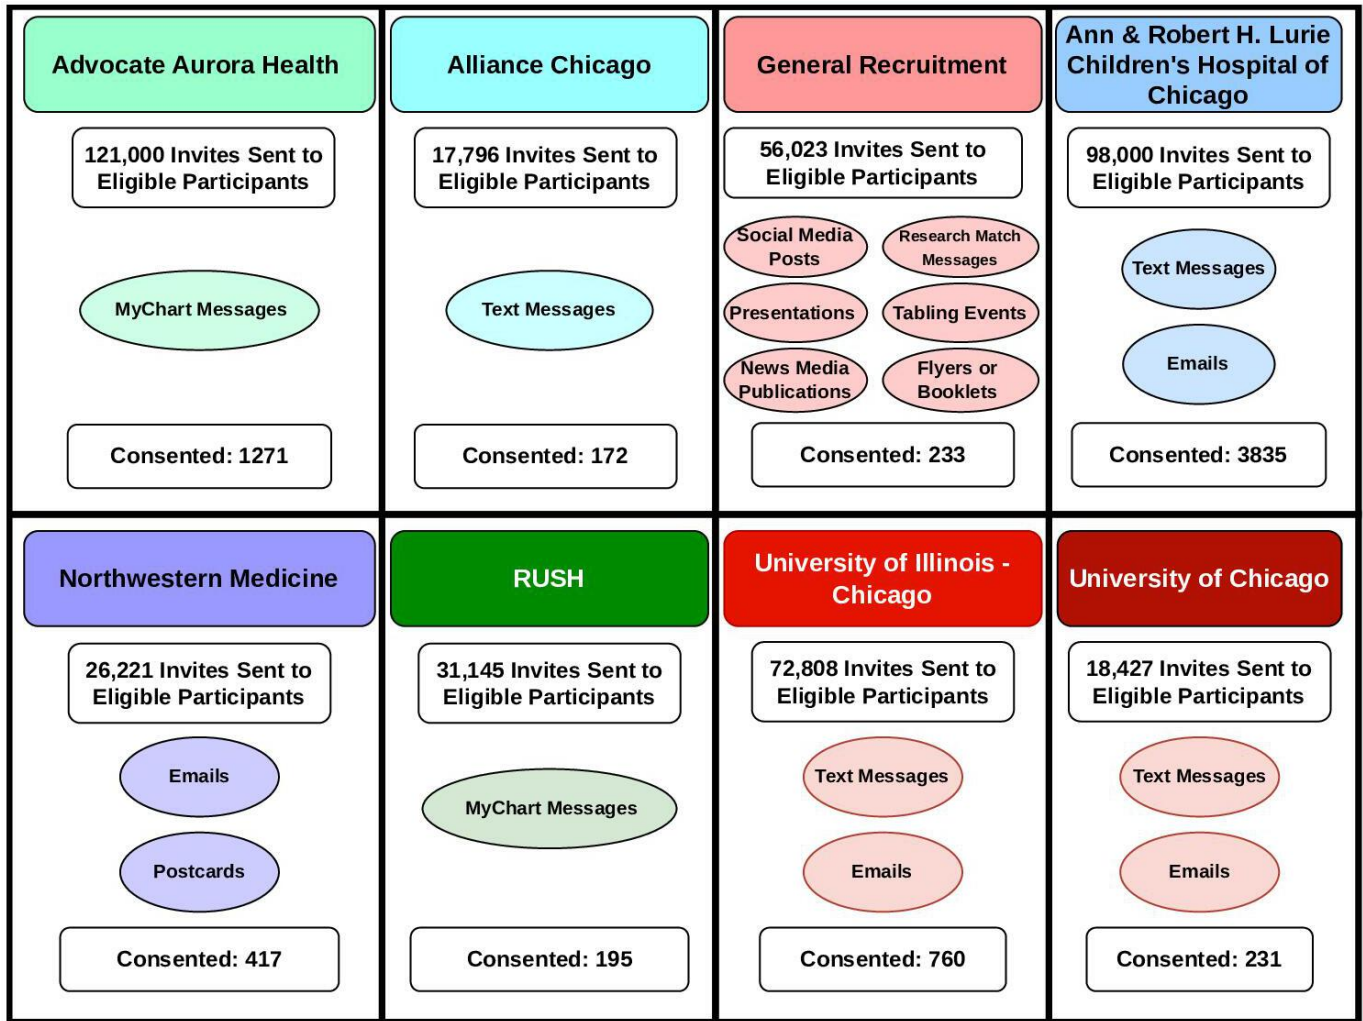 Advocate Aurora Health
121,000 Invites Sent to
Eligible Participants
MyChart Messages
Consented: 1271
Alliance Chicago
17,796 Invites Sent to
Eligible Participants
Text Messages
Consented: 172
General Recruitment
56,023 Invites Sent to
Eligible Participants
Social Media
Posts
Research Match
Messages
Presentations
Tabling Events
News Media
Publications
Flyers or
Booklets
Consented: 233
Ann & Robert H. Lurie
Children's Hospital of
Chicago
98,000 Invites Sent to
Eligible Participants
Text Messages
Emails
Consented: 3835
Northwestern Medicine
26,221 Invites Sent to
Eligible Participants
Emails
Postcards
Consented: 417
RUSH
31,145 Invites Sent to
Eligible Participants
MyChart Messages
Consented: 195
University of Illinois -
Chicago
72,808 Invites Sent to
Eligible Participants
Text Messages
Emails
Consented: 760
University of Chicago
18,427 Invites Sent to
Eligible Participants
Text Messages
Emails
Consented: 231